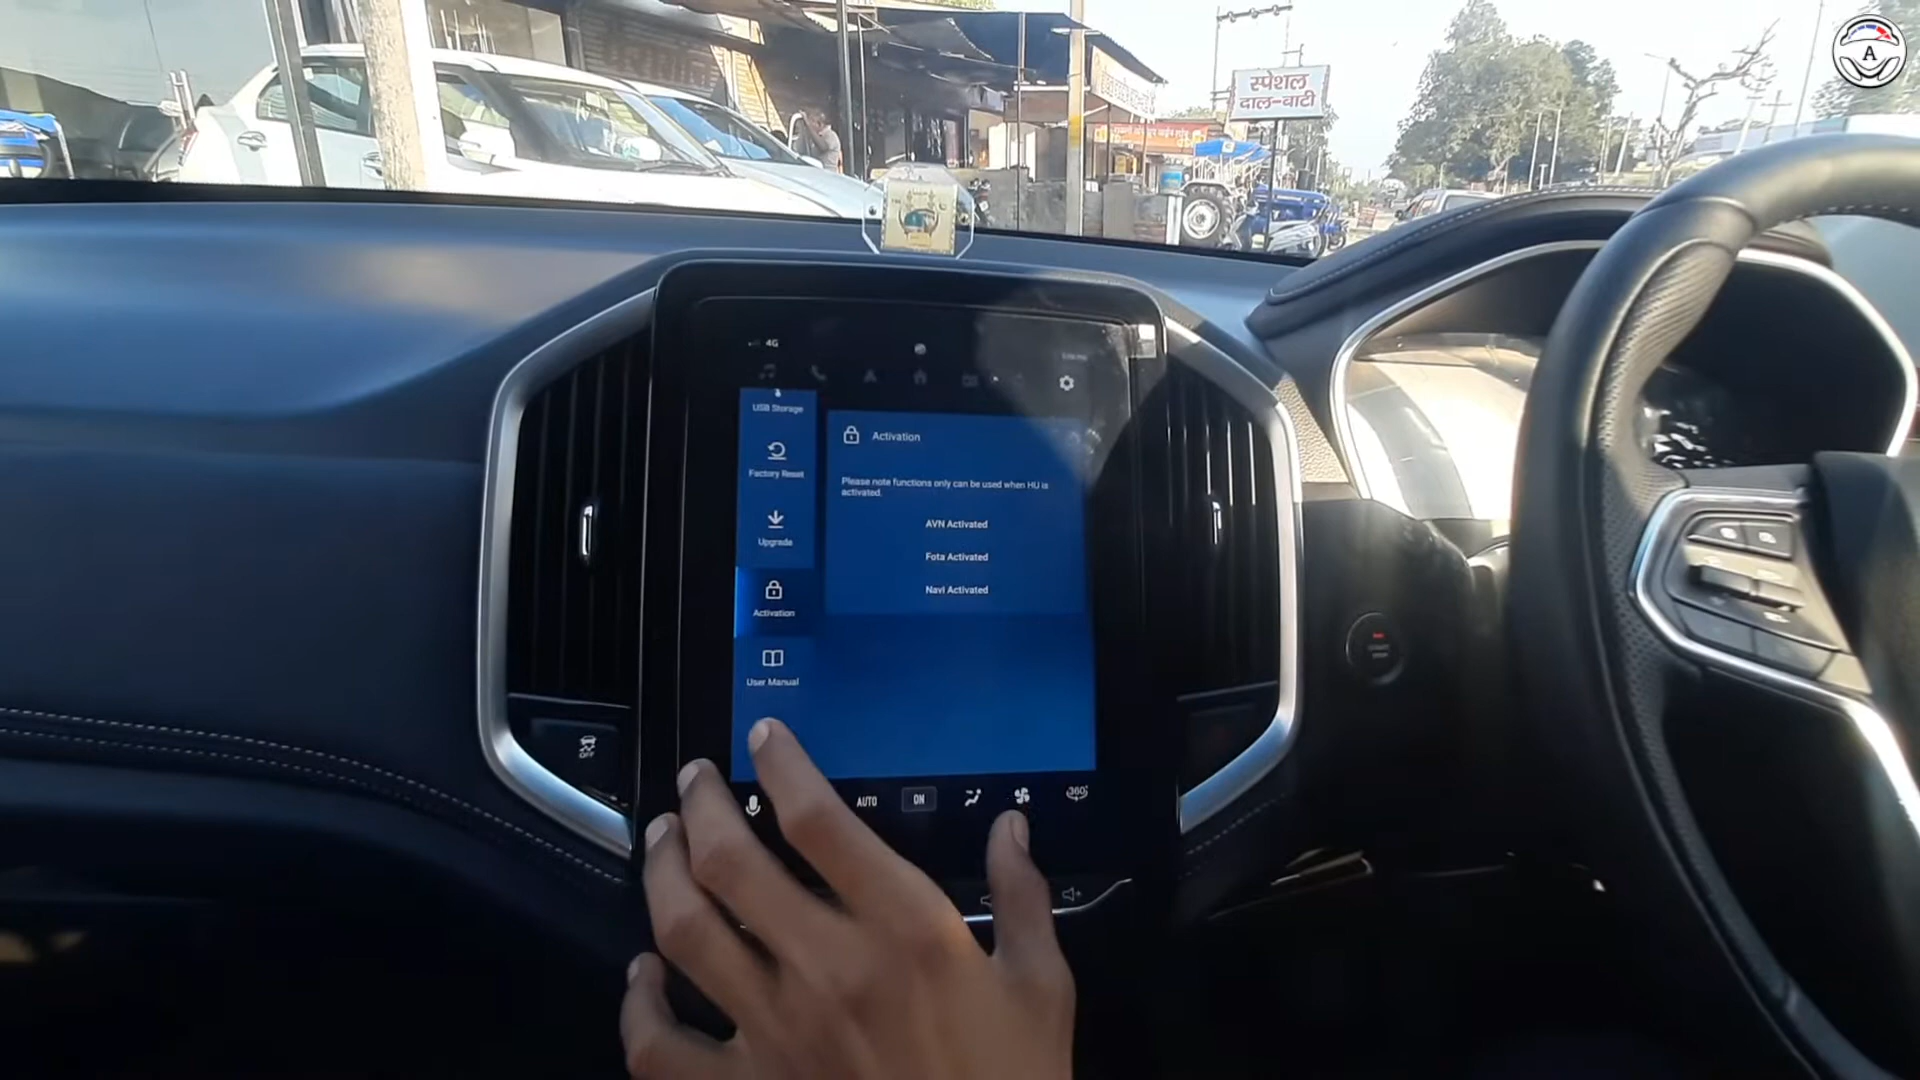 स्पेशल
दाल-बाटी
A
4G
USB Storage
Factory Reset
Upgrade
Activation
User Manual
Activation
Please note functions only can be used when HU is
activated.
AVN Activated
Fota Activated
Navi Activated
OFF
AUTO
ON
360°